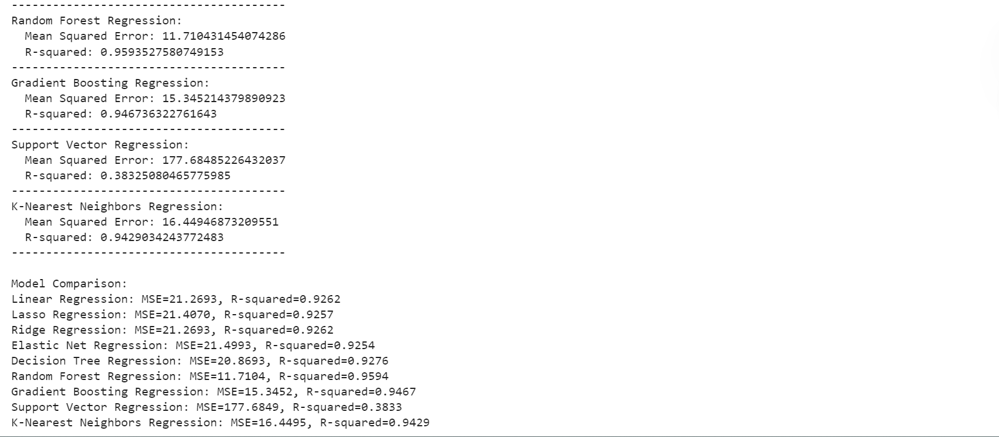 ----------------------------------------
Random Forest Regression:
  Mean Squared Error: 11.710431454074286
  R-squared: 0.9593527580749153
----------------------------------------
Gradient Boosting Regression:
  Mean Squared Error: 15.345214379890923
  R-squared: 0.946736322761643
----------------------------------------
Support Vector Regression:
  Mean Squared Error: 177.68485226432037
  R-squared: 0.38325080465775985
----------------------------------------
K-Nearest Neighbors Regression:
  Mean Squared Error: 16.44946873209551
  R-squared: 0.9429034243772483
----------------------------------------

Model Comparison:
Linear Regression: MSE=21.2693, R-squared=0.9262
Lasso Regression: MSE=21.4070, R-squared=0.9257
Ridge Regression: MSE=21.2693, R-squared=0.9262
Elastic Net Regression: MSE=21.4993, R-squared=0.9254
Decision Tree Regression: MSE=20.8693, R-squared=0.9276
Random Forest Regression: MSE=11.7104, R-squared=0.9594
Gradient Boosting Regression: MSE=15.3452, R-squared=0.9467
Support Vector Regression: MSE=177.6849, R-squared=0.3833
K-Nearest Neighbors Regression: MSE=16.4495, R-squared=0.9429